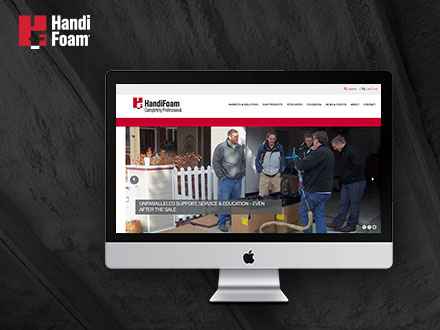 Handi
Foam
Search Live Chat
HandiFoam
Completely Professional
MARKETS & SOLUTIONS OUR PRODUCTS RESOURCES EDUCATION NEWS & EVENTS ABOUT CONTACT
UNPARALLELED SUPPORT, SERVICE & EDUCATION - EVEN
AFTER THE SALE